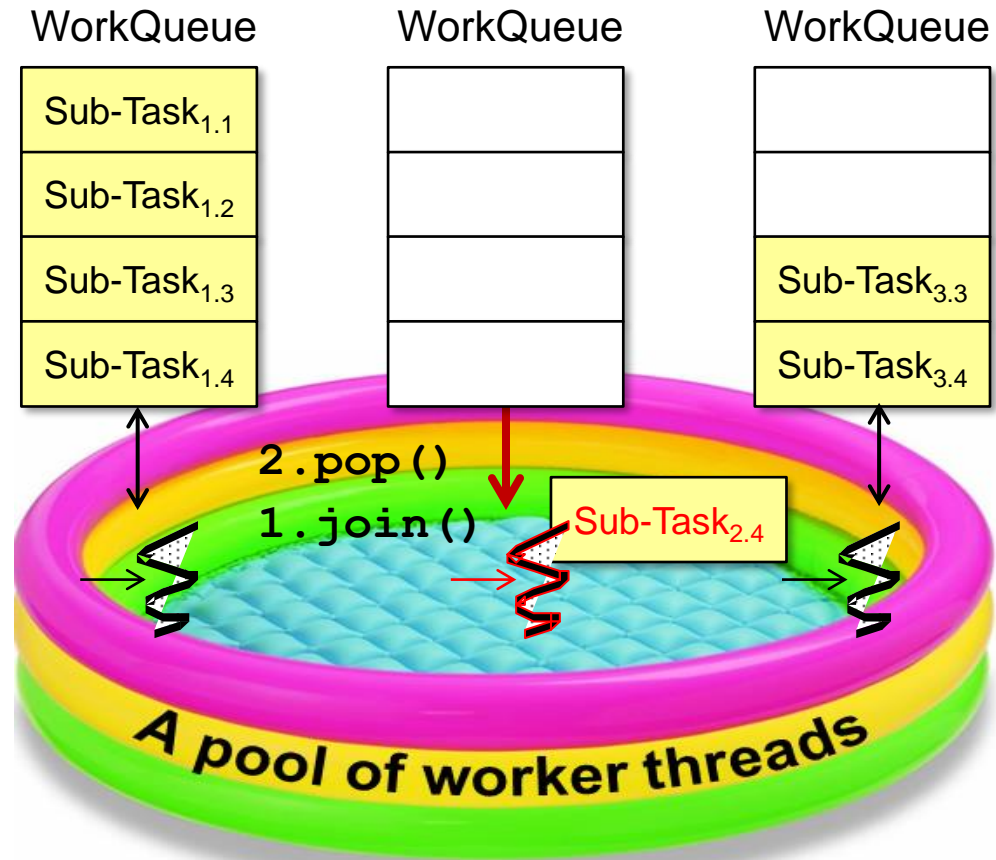 WorkQueue WorkQueue WorkQueue
Sub-Task1.1
Sub-Task1.2
Sub-Task1.3 Sub-Task3.3
Sub-Task1.4 Sub-Task3.4
2.pop()
1.join() Sub-Task2.4
A pool of worker threads